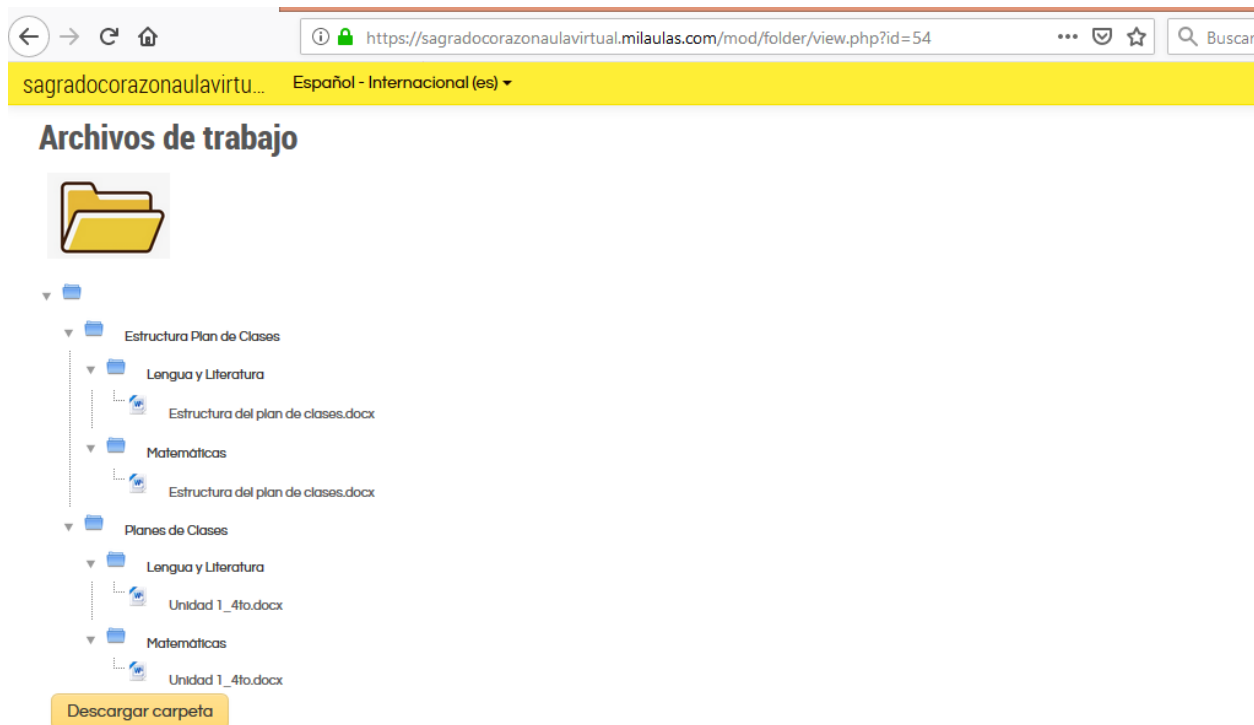 https://sagradocorazonaulavirtual.milaulas.com/mod/folder/view.php?id=54
Buscar
sagradocorazonaulavirtu... Español - Internacional (es)
Archivos de trabajo
Estructura Plan de Clases
Lengua y Literatura
Estructura del plan de clases.docx
Matemáticas
Estructura del plan de clases.docx
Planes de Clases
Lengua y Literatura
Unidad 1_4to.docx
Matemáticas
Unidad 1_4to.docx
Descargar carpeta